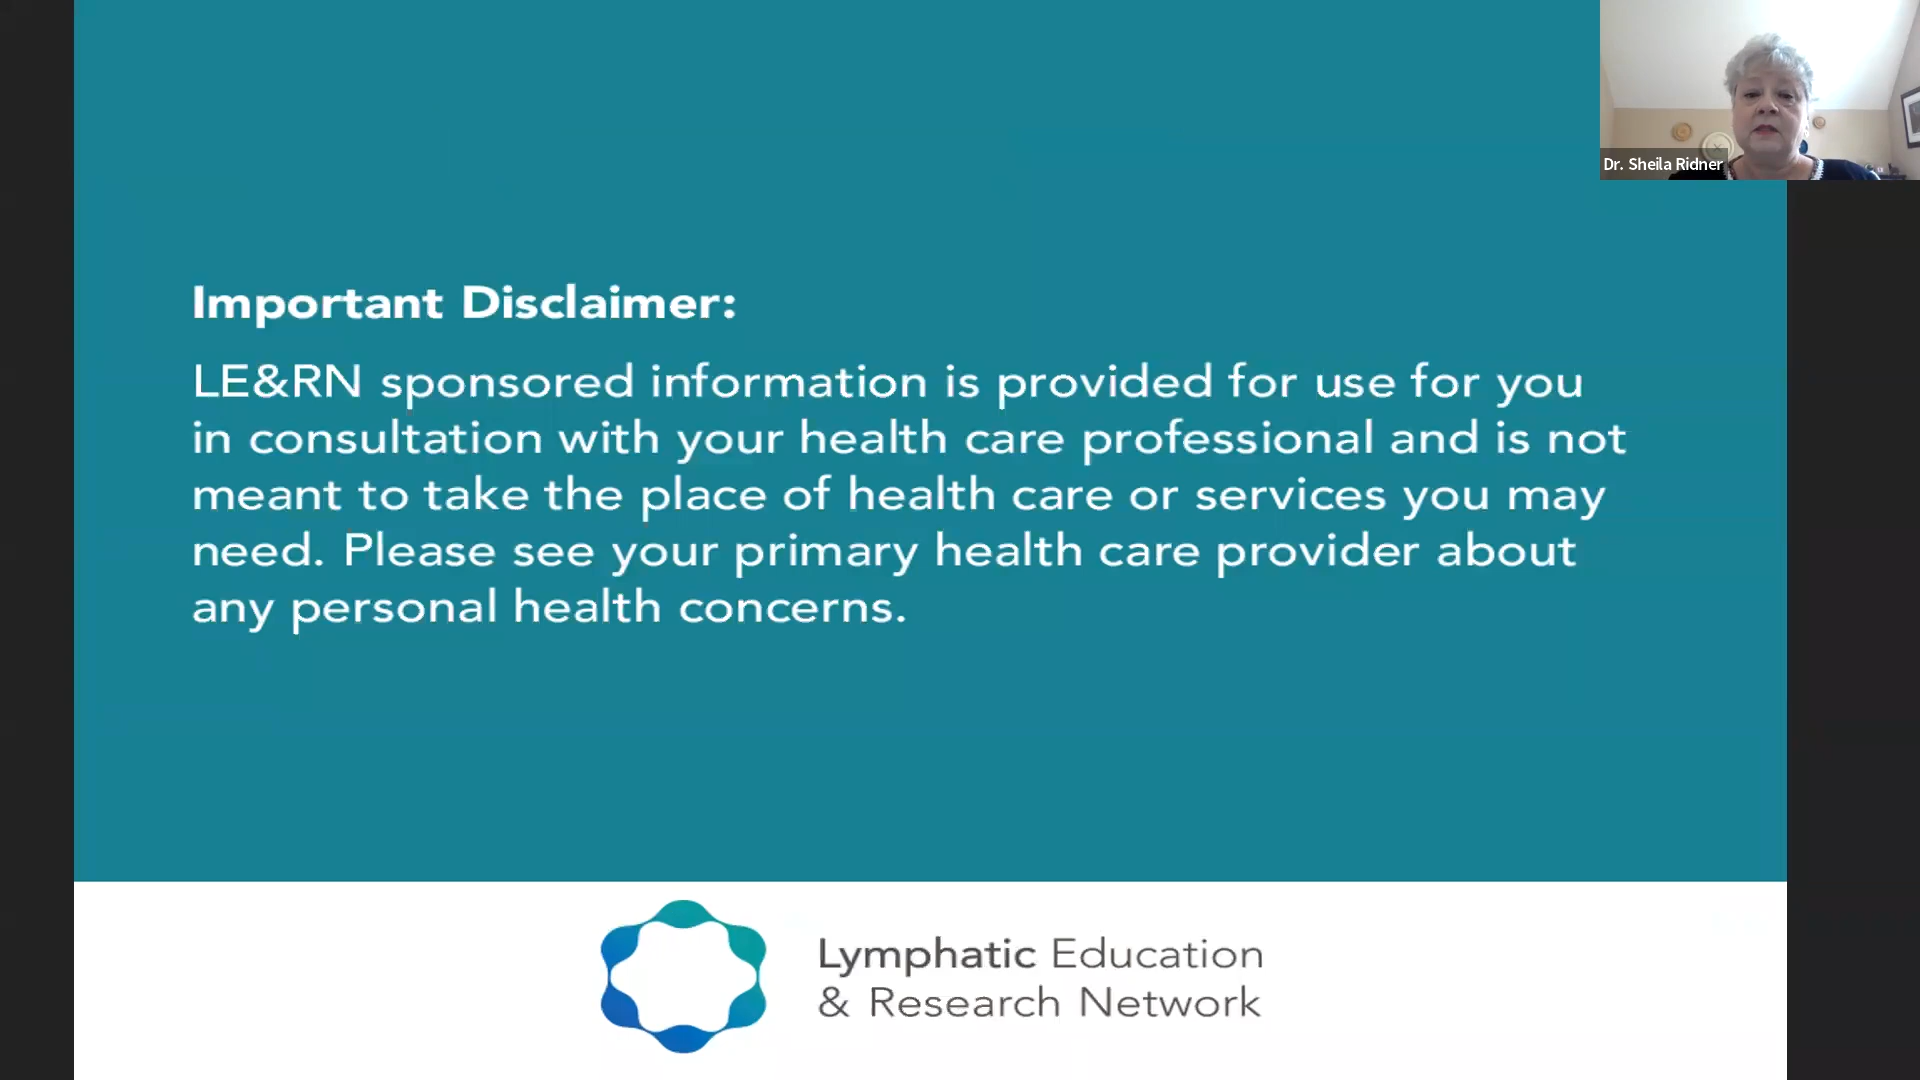 Dr. Sheila Ridner
Important Disclaimer:
LE&RN sponsored information is provided for use for you
in consultation with your health care professional and is not
meant to take the place of health care or services you may
need. Please see your primary health care provider about
any personal health concerns.
Lymphatic Education
& Research Network